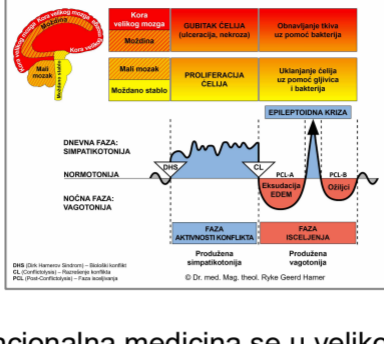 Kora velikog mozga
Moždina
Kora velikog mozga
Mali mozak
Moždano stablo
Kora
velikog mozga
Moždina
GUBITAK ĆELIJA
(ulceracija, nekroza)
Obnavljanje tkiva
uz pomoć bakterija
Mali mozak
Moždano stablo
PROLIFERACIJA
ĆELIJA
Uklanjanje ćelija
uz pomoć gljivica
i bakterija
EPILEPTOIDNA KRIZA
DNEVNA FAZA:
SIMPATIKOTONIJA
NORMOTONIJA
NOĆNA FAZA:
VAGOTONIJA
DHS
CL
PCL-A
PCL-B
Eksudacija
EDEM
Ožiljci
FAZA
AKTIVNOSTI KONFLIKTA
FAZA
ISCELJENJA
Produžena
simpatikotonija
Produžena
vagotonija
DHS (Dirk Hamerov Sindrom) – Biološki konflikt
CL (Conflictolysis) – Razrešenje konflikta
PCL (Post-Conflictolysis) – Faza isceljivanja
© Dr. med. Mag. theol. Ryke Geerd Hamer
medicina se u